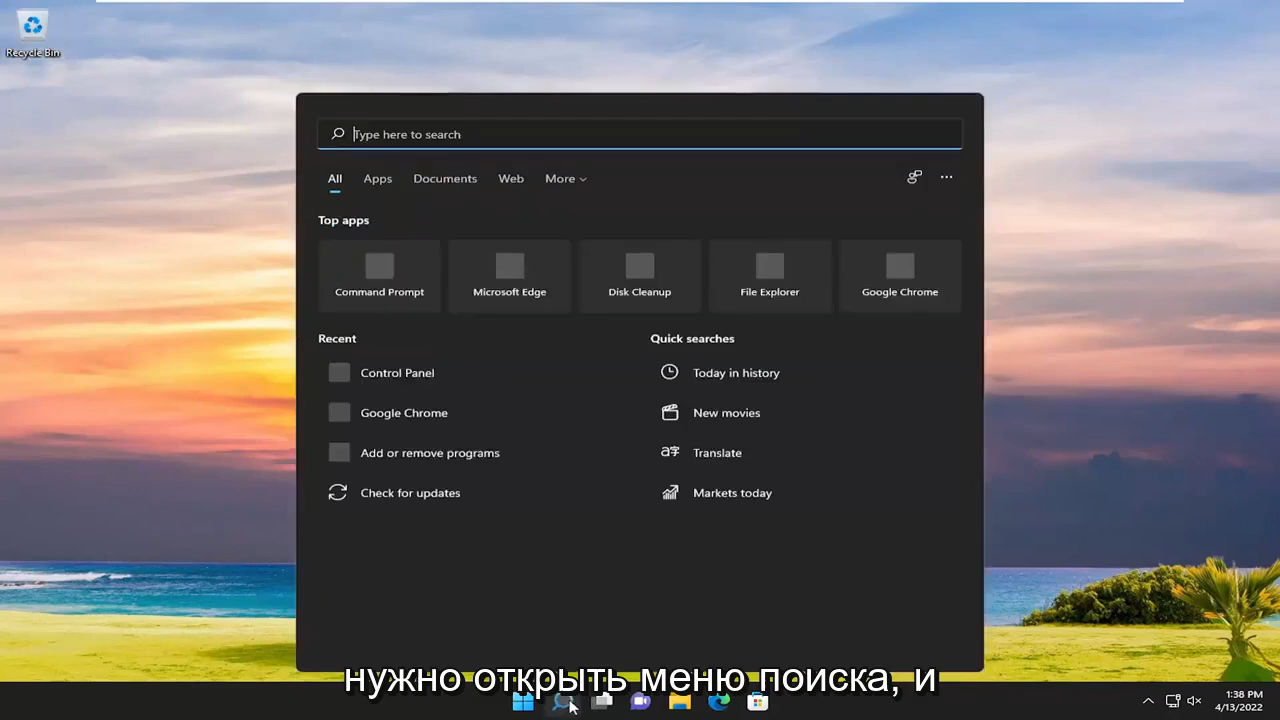 Recycle Bin
Type here to search
All Apps Documents Web More
Top apps
Command Prompt Microsoft Edge Disk Cleanup File Explorer Google Chrome
Recent Quick searches
Control Panel Today in history
Google Chrome New movies
Add or remove programs Translate
Check for updates Markets today
нужно открыть меню поиска, и
1:38 PM
4/13/2022